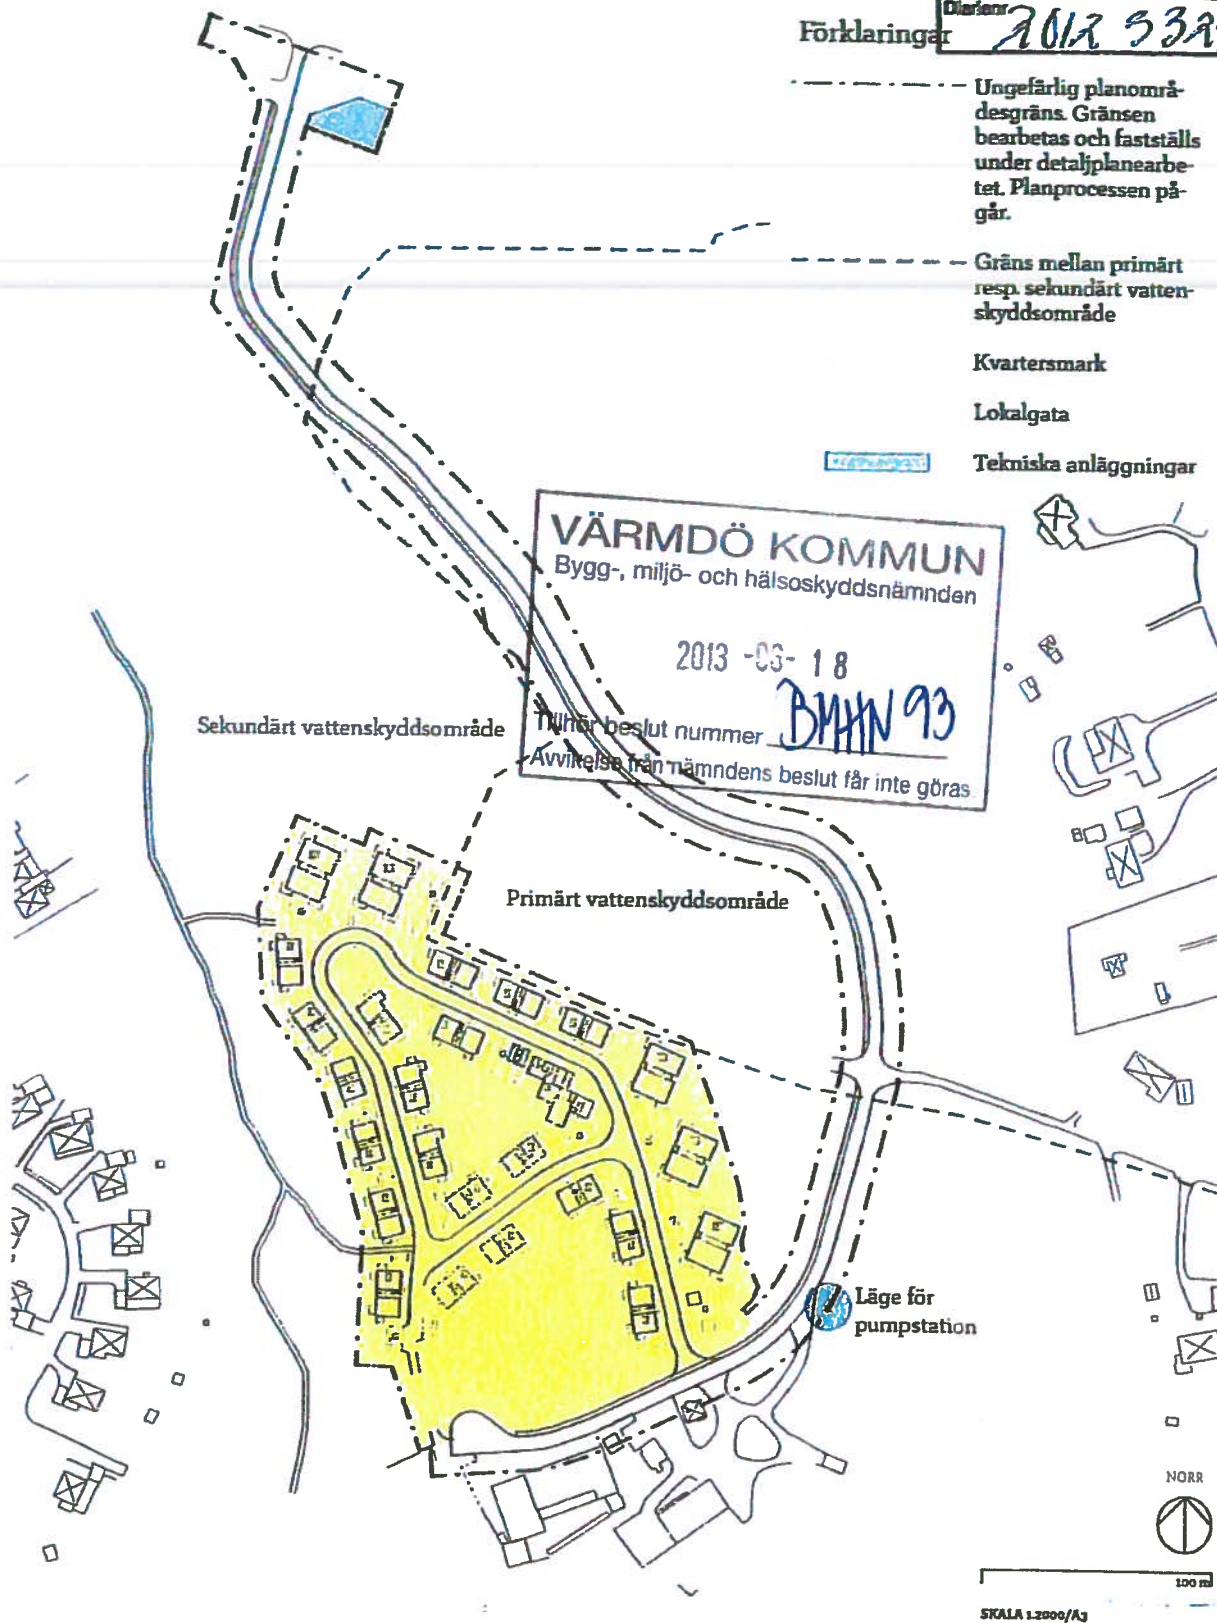 Förklaringar
Diarienr 2012 532
Ungefärlig planområ-
desgräns. Gränsen
bearbetas och fastställs
under detaljplanearbe-
tet. Planprocessen på-
går.
Gräns mellan primärt
resp. sekundärt vatten-
skyddsområde
Kvartersmark
Lokalgata
Tekniska anläggningar
VÄRMDÖ KOMMUN
Bygg-, miljö- och hälsoskyddsnämnden
2013 -06- 18
Tillhör beslut nummer BMHN 93
Avvikelse från nämndens beslut får inte göras
Sekundärt vattenskyddsområde
Primärt vattenskyddsområde
Läge för
pumpstation
NORR
100 m
SKALA 1:2000/A3